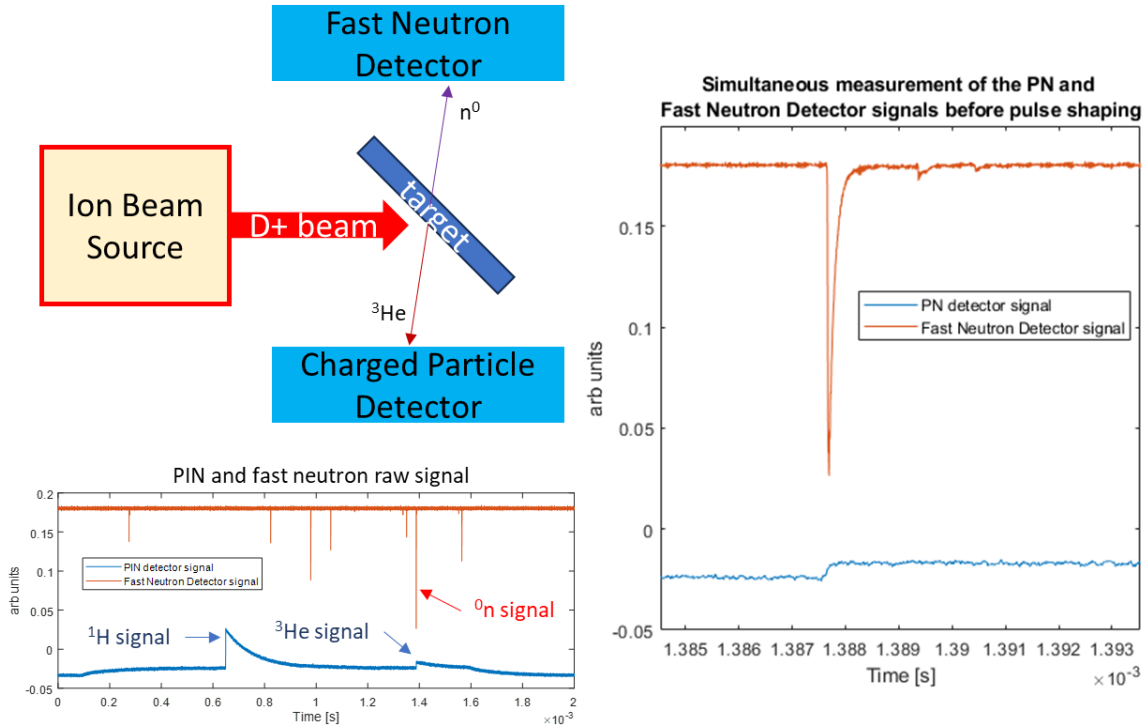 Fast Neutron
Detector
n⁰
Ion Beam
Source
D+ beam
target
³He
Charged Particle
Detector
PIN and fast neutron raw signal
0.2
0.15
0.1
0.05
0
-0.05
arb units
PIN detector signal
Fast Neutron Detector signal
⁰n signal
¹H signal
³He signal
0
0.2
0.4
0.6
0.8
1
1.2
1.4
1.6
1.8
2
Time [s]
×10⁻³
Simultaneous measurement of the PN and
Fast Neutron Detector signals before pulse shaping
0.15
0.1
0.05
0
-0.05
arb units
PN detector signal
Fast Neutron Detector signal
1.385
1.386
1.387
1.388
1.389
1.39
1.391
1.392
1.393
Time [s]
×10⁻³